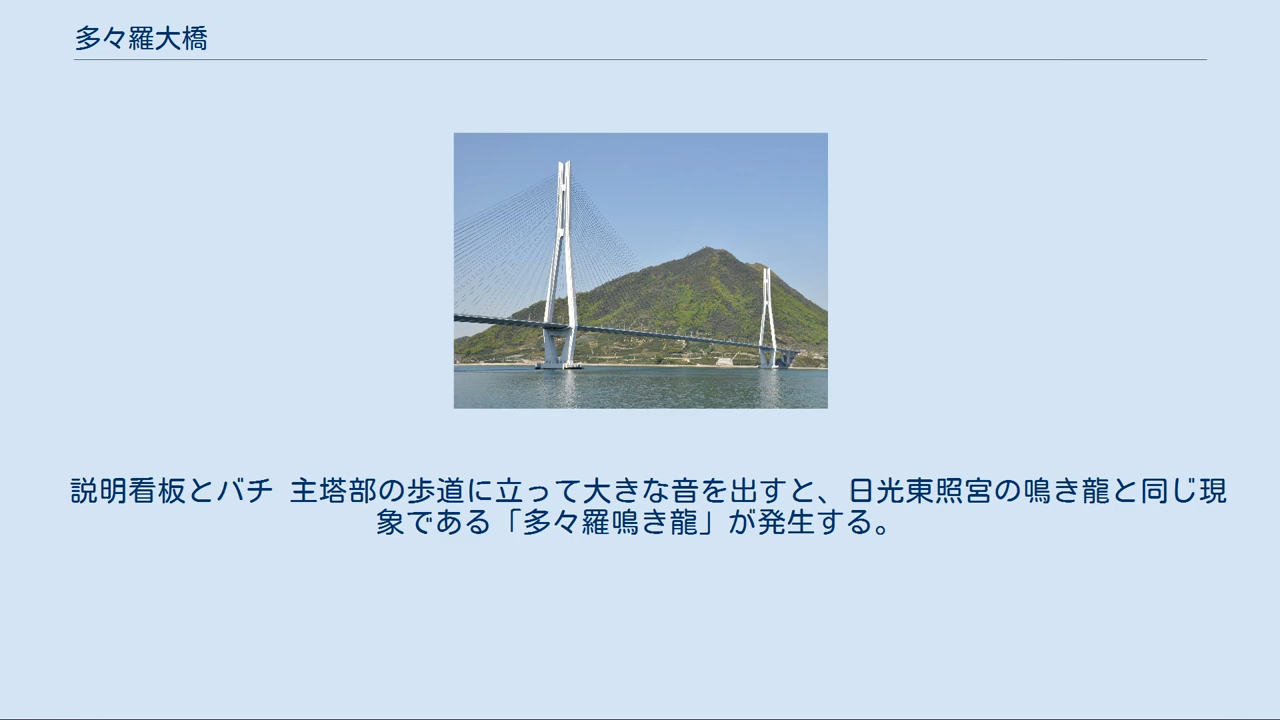 多々羅大橋
説明看板とバチ 主塔部の歩道に立って大きな音を出すと、日光東照宮の鳴き龍と同じ現
象である「多々羅鳴き龍」が発生する。